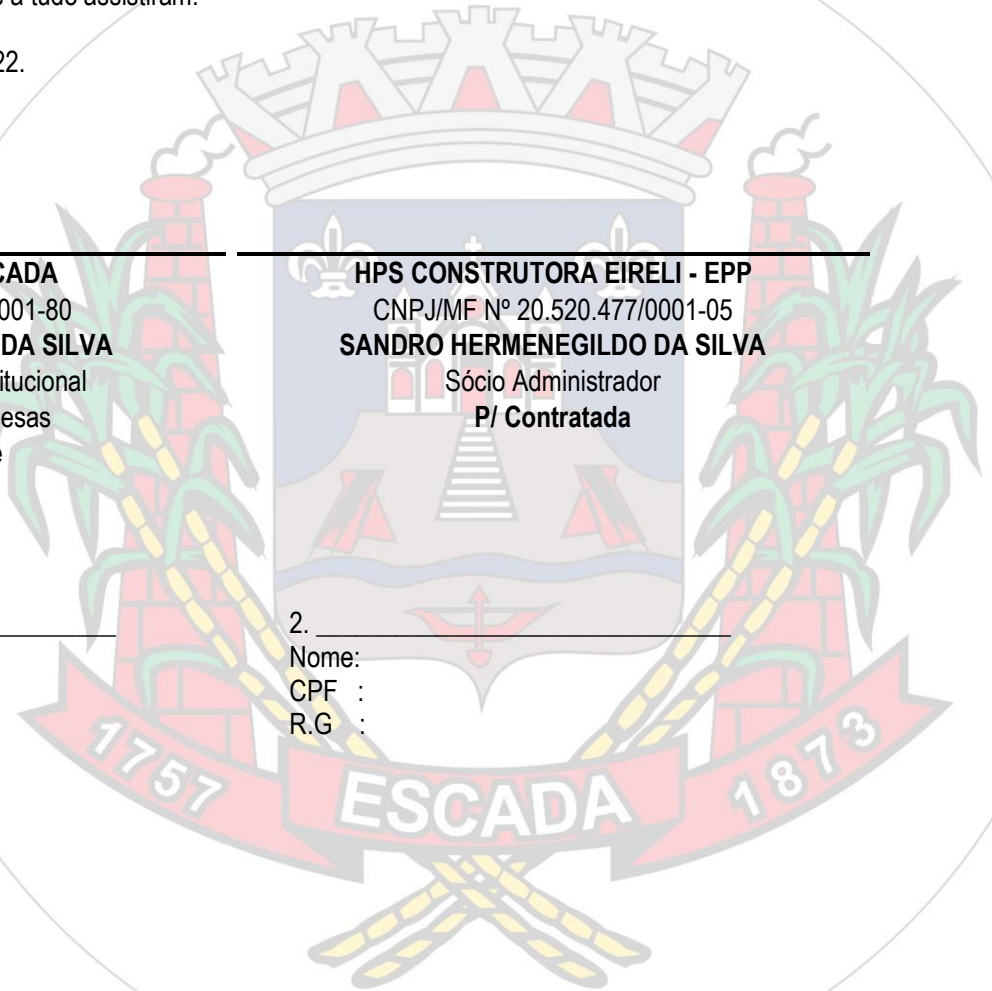 a tudo assistiram.
22.
CADA
001-80
DA SILVA
itucional
esas
e
HPS CONSTRUTORA EIRELI - EPP
CNPJ/MF Nº 20.520.477/0001-05
SANDRO HERMENEGILDO DA SILVA
Sócio Administrador
P/ Contratada
2. ______________________________
Nome:
CPF :
R.G :
1757 ESCADA 1873